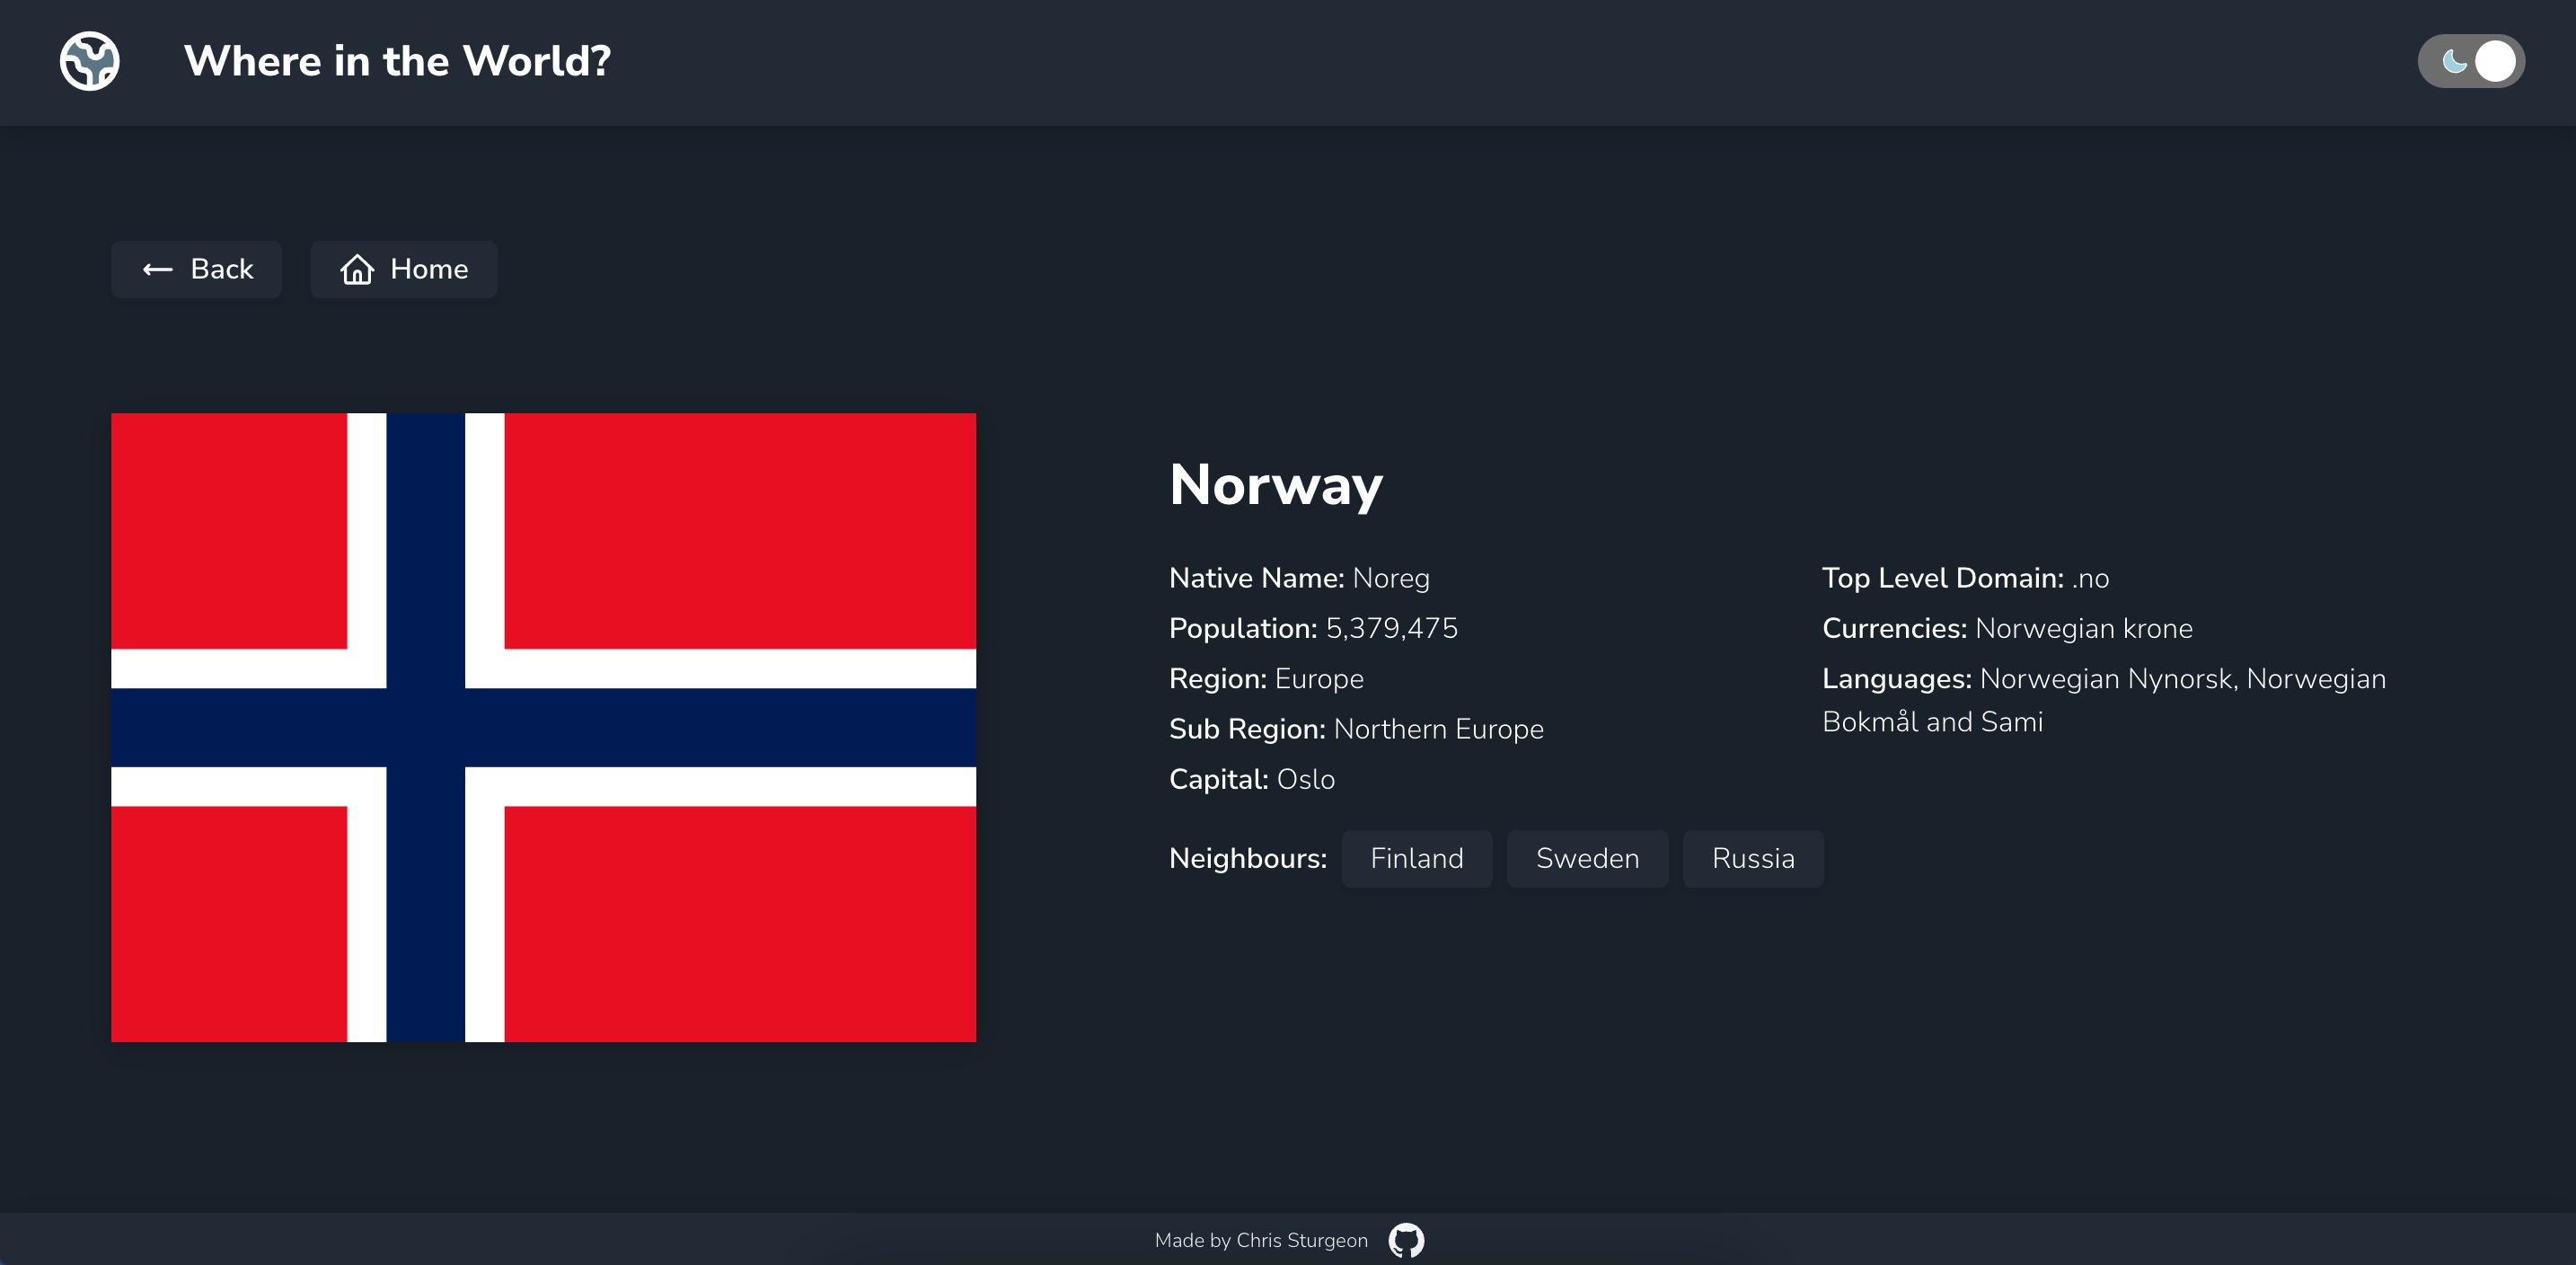 Where in the World?
Back
Home
Norway
Native Name: Noreg
Population: 5,379,475
Region: Europe
Sub Region: Northern Europe
Capital: Oslo
Top Level Domain: .no
Currencies: Norwegian krone
Languages: Norwegian Nynorsk, Norwegian
Bokmål and Sami
Neighbours: Finland Sweden Russia
Made by Chris Sturgeon